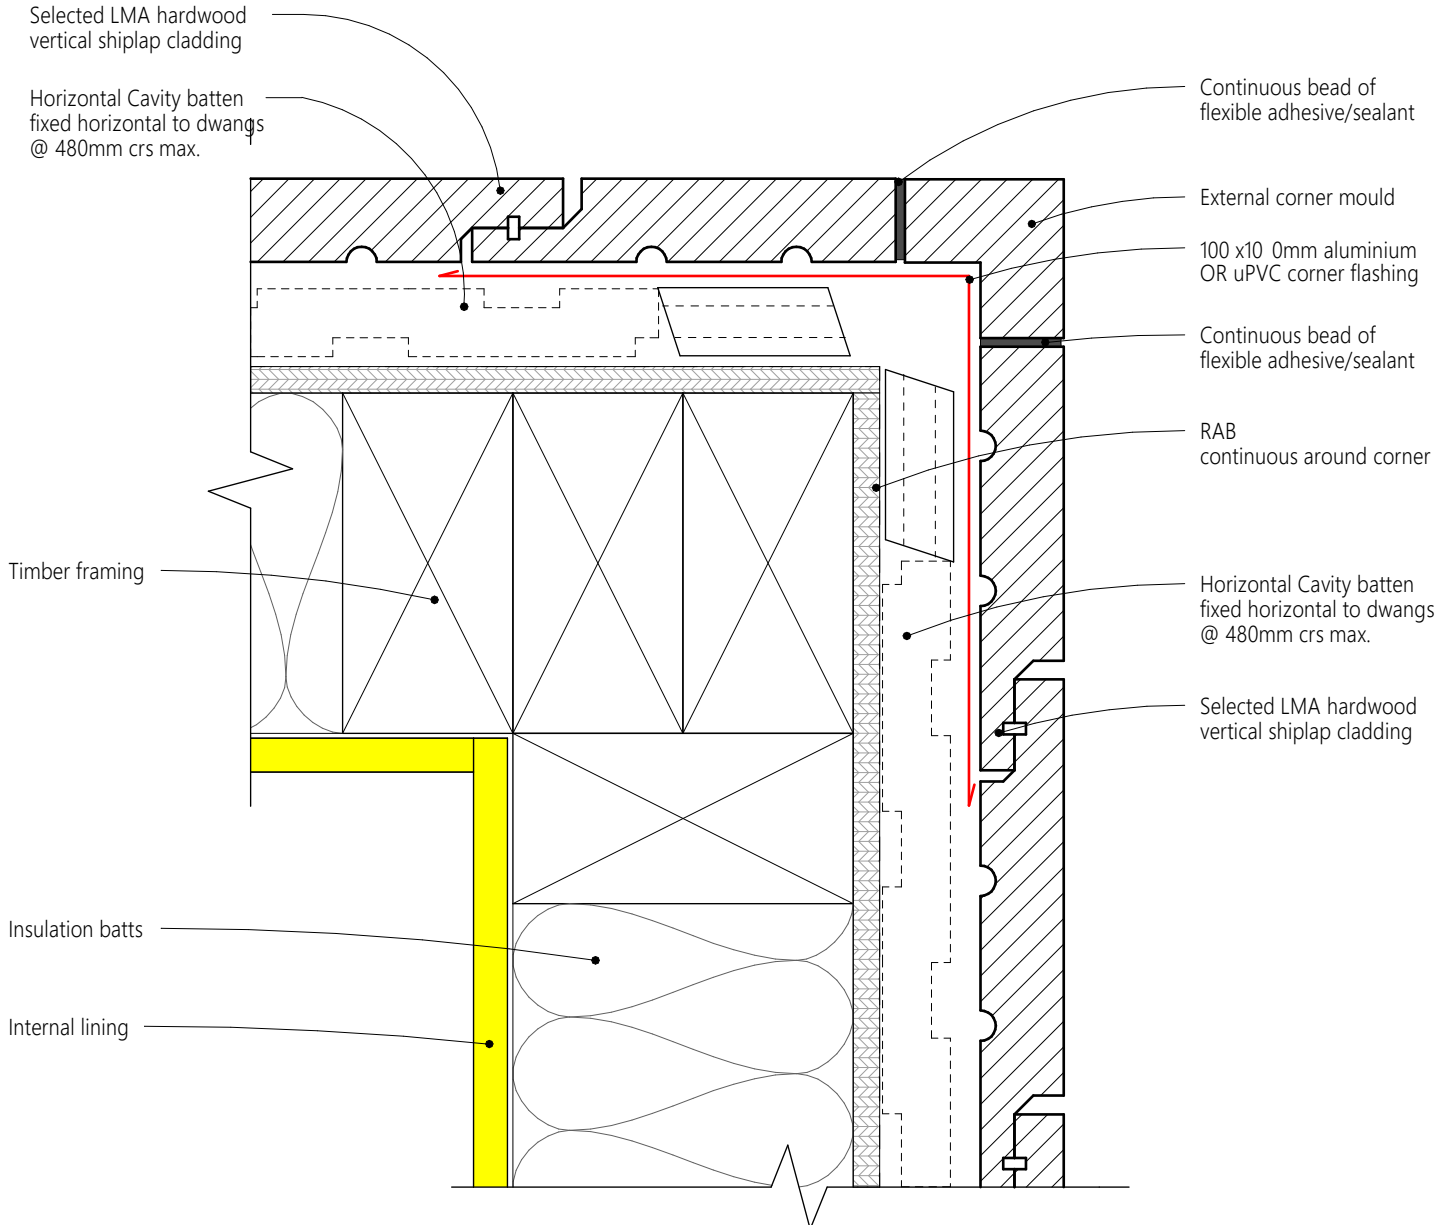 Selected LMA hardwood
vertical shiplap cladding
Horizontal Cavity batten
fixed horizontal to dwangs
@ 480mm crs max.
Timber framing
Insulation batts
Internal lining
Continuous bead of
flexible adhesive/sealant
External corner mould
100 x10 0mm aluminium
OR uPVC corner flashing
Continuous bead of
flexible adhesive/sealant
RAB
continuous around corner
Horizontal Cavity batten
fixed horizontal to dwangs
@ 480mm crs max.
Selected LMA hardwood
vertical shiplap cladding